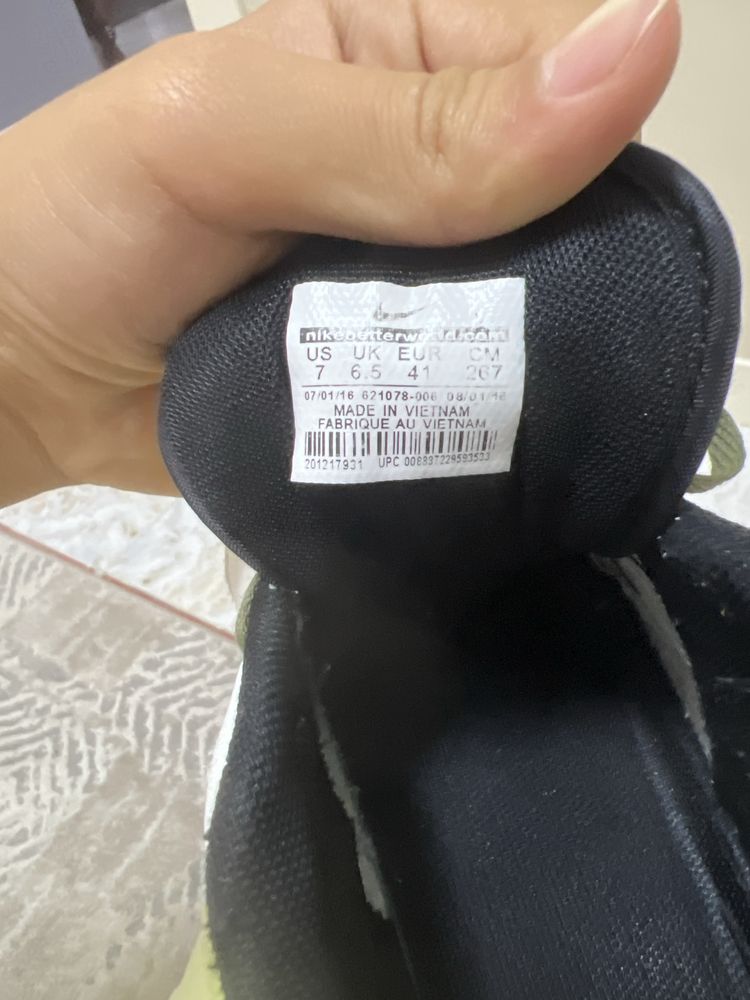 nikebetterworld.com
US UK EUR CM
7 6.5 41 267
07/01/16 621078-006 08/01/16
MADE IN VIETNAM
FABRIQUE AU VIETNAM
201217931 UPC